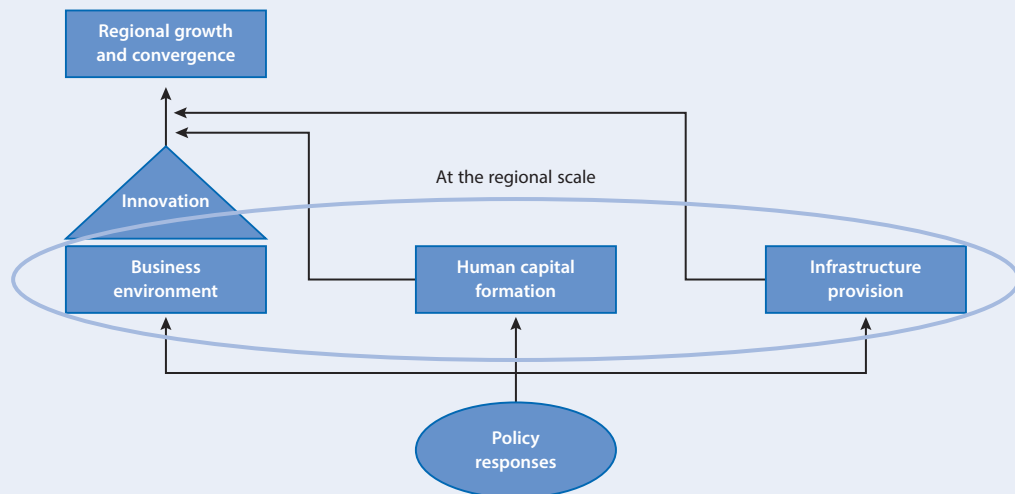 Regional growth
and convergence
At the regional scale
Innovation
Business
environment
Human capital
formation
Infrastructure
provision
Policy
responses